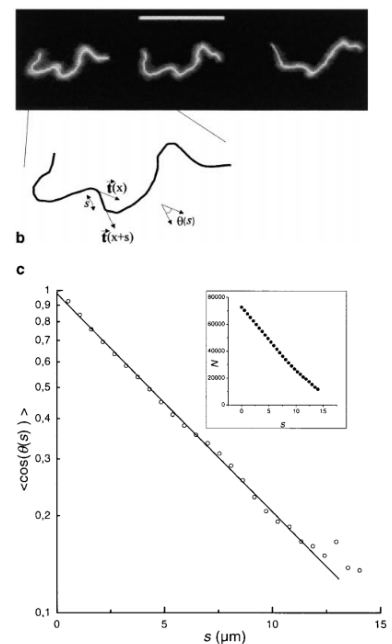 t(x)
s
θ(s)
t(x+s)
b
c
1
0,9
0,8
0,7
0,6
0,5
0,4
0,3
0,2
0,1
<cos(θ(s))>
0
5
10
15
s (μm)
80000
60000
40000
20000
0
N
0
5
10
15
s